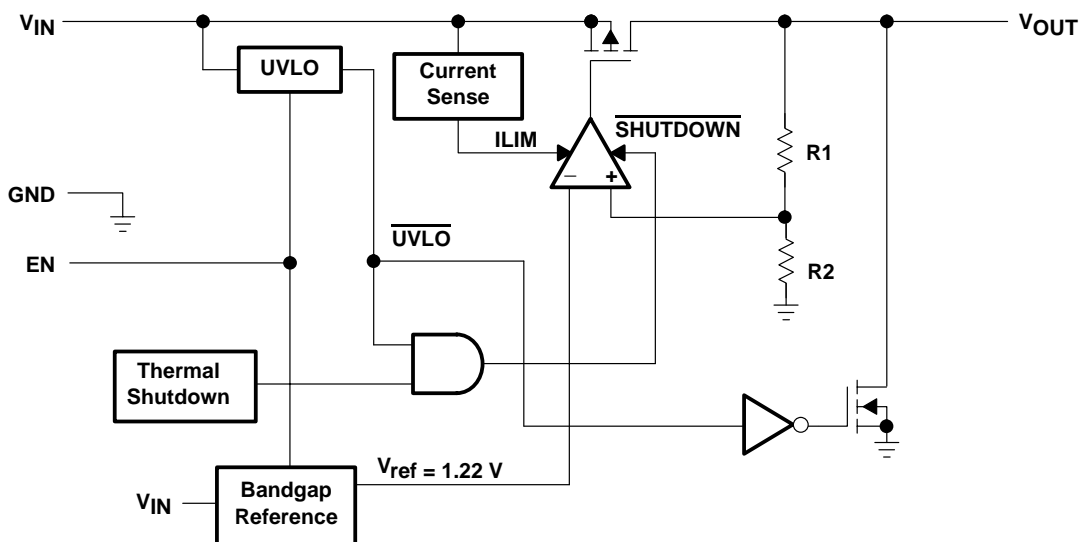 VIN
VOUT
UVLO
Current
Sense
SHUTDOWN
ILIM
R1
− +
GND
UVLO
EN
R2
Thermal
Shutdown
Vref = 1.22 V
VIN
Bandgap
Reference